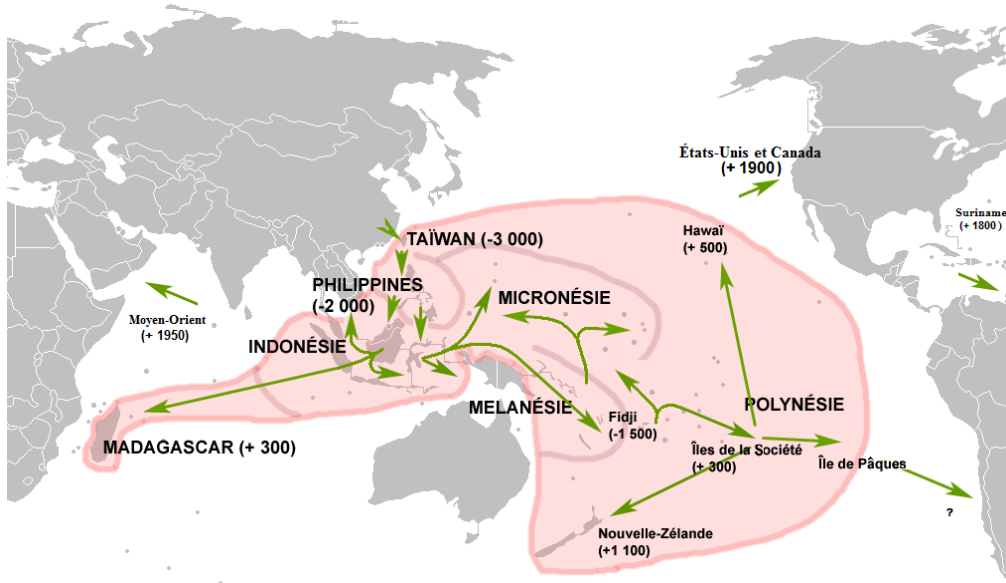 États-Unis et Canada
(+ 1900)
Suriname
(+ 1800)
Hawaï
(+ 500)
TAÏWAN (-3 000)
PHILIPPINES
(-2 000)
MICRONÉSIE
Moyen-Orient
(+ 1950)
INDONÉSIE
MELANÉSIE
POLYNÉSIE
Fidji
(-1 500)
MADAGASCAR (+ 300)
Îles de la Société
(+ 300)
Île de Pâques
?
Nouvelle-Zélande
(+1 100)